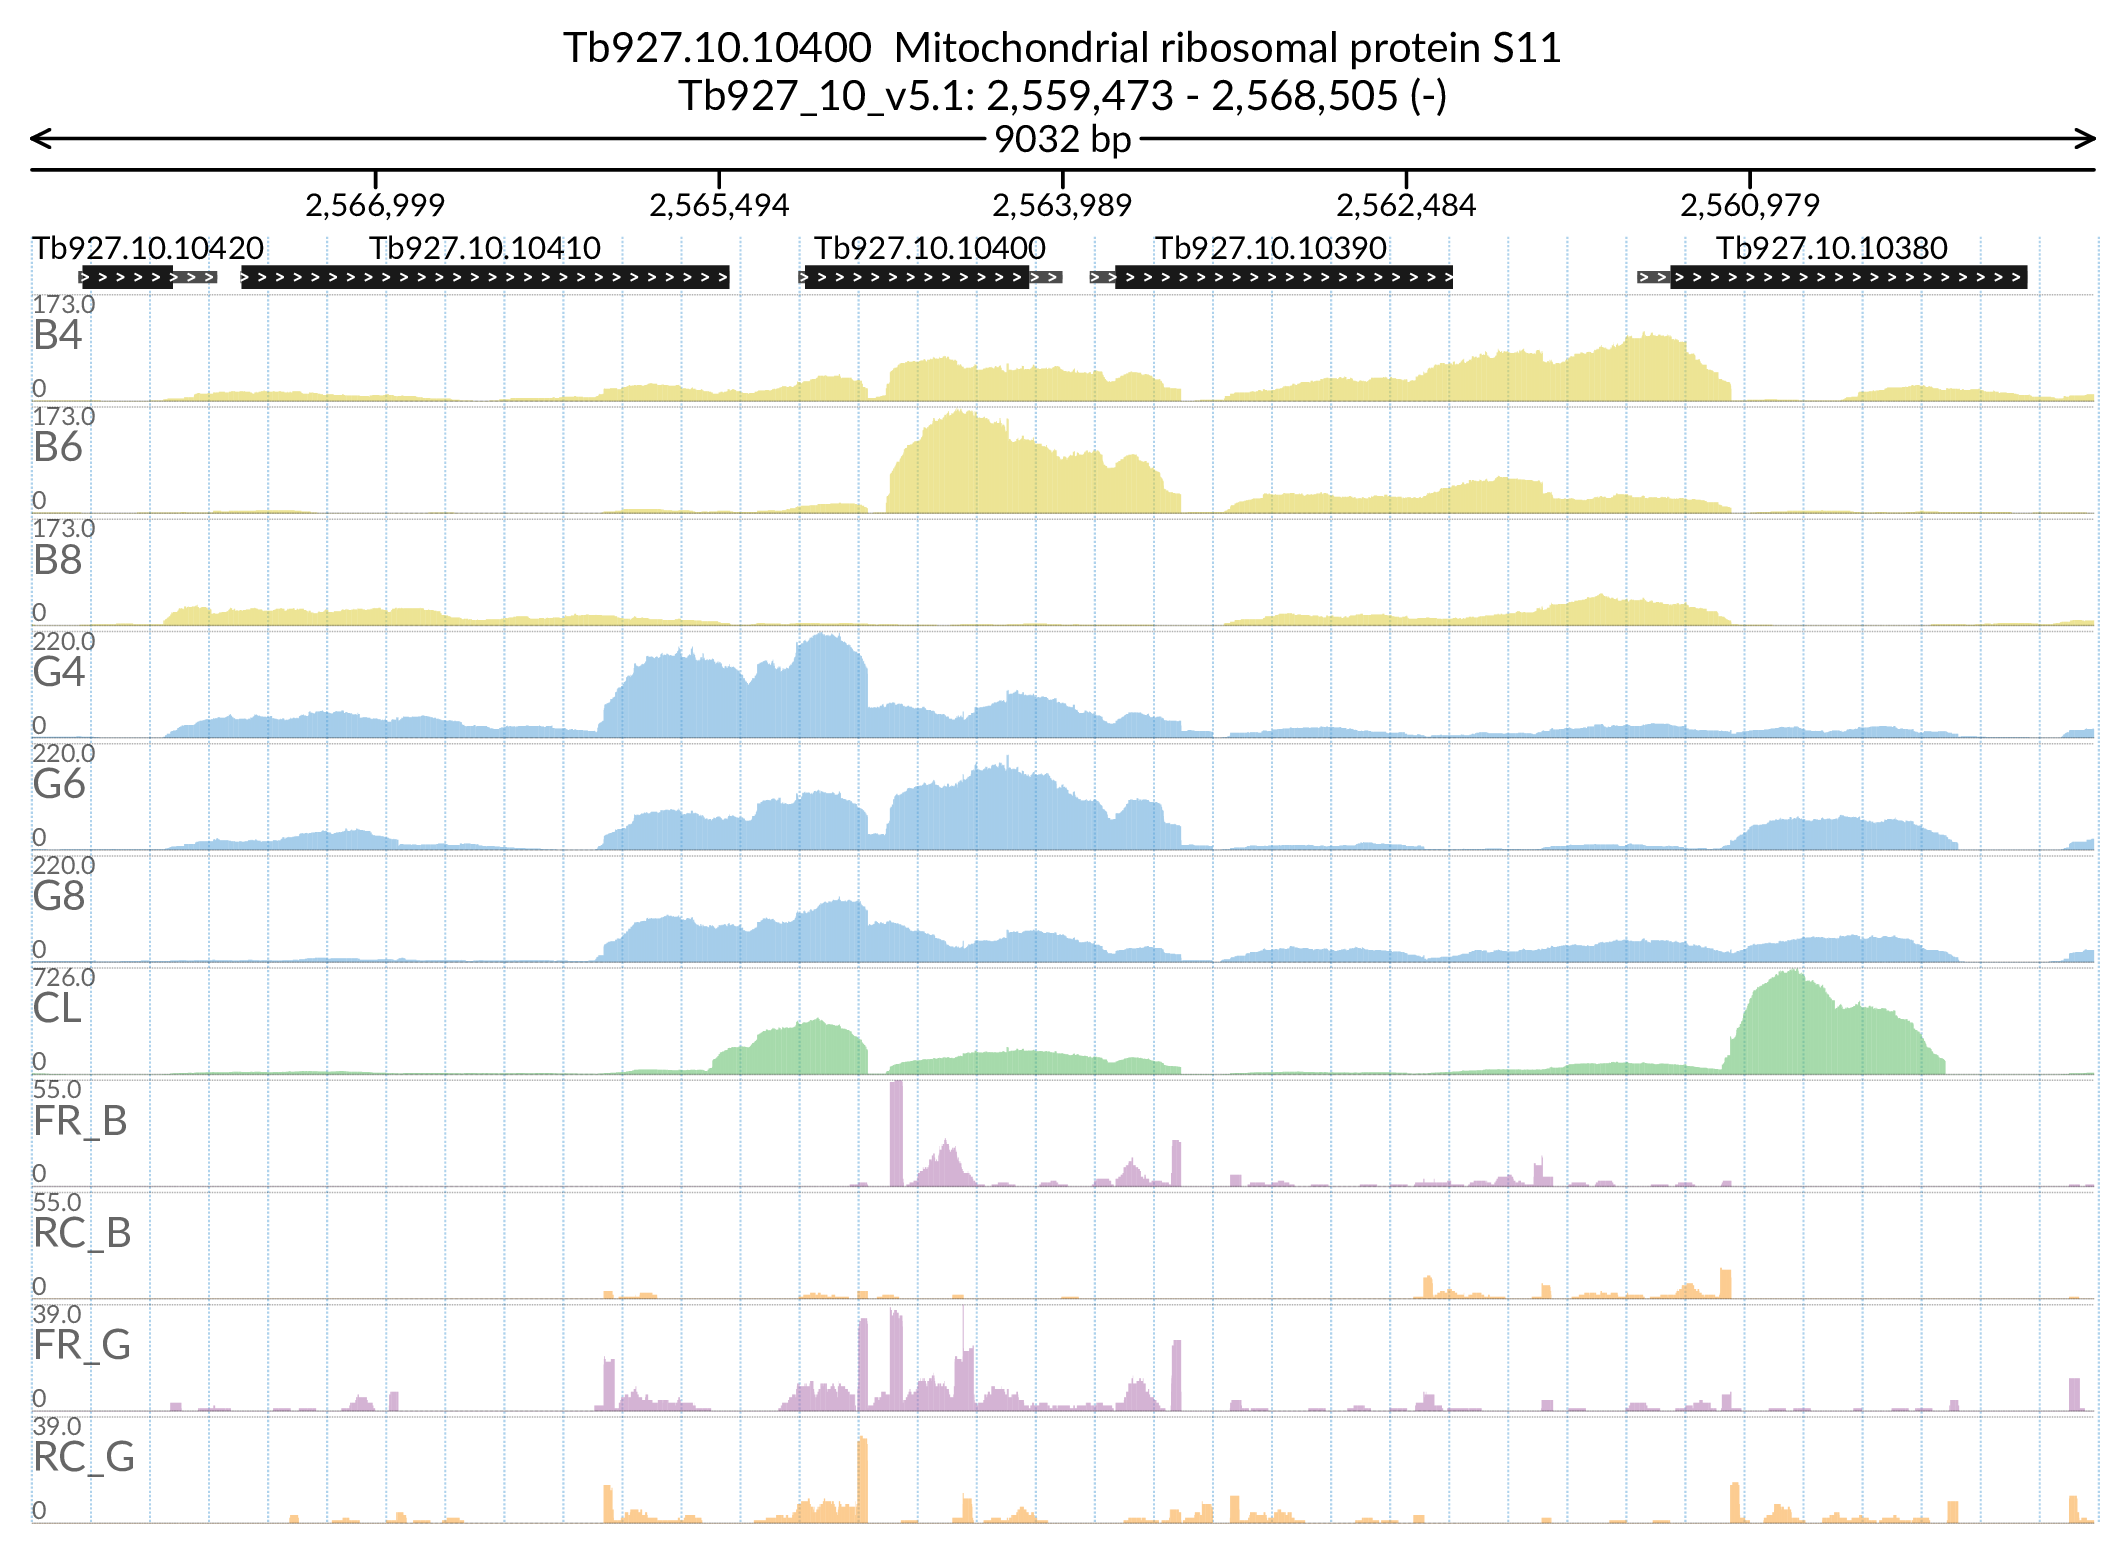 Tb927.10.10400 Mitochondrial ribosomal protein S11
Tb927_10_v5.1: 2,559,473 - 2,568,505 (-)
9032 bp
2,566,999 2,565,494 2,563,989 2,562,484 2,560,979
Tb927.10.10420 Tb927.10.10410 Tb927.10.10400 Tb927.10.10390 Tb927.10.10380
173.0
B4
0
173.0
B6
0
173.0
B8
0
220.0
G4
0
220.0
G6
0
220.0
G8
0
726.0
CL
0
55.0
FR_B
0
55.0
RC_B
0
39.0
FR_G
0
39.0
RC_G
0